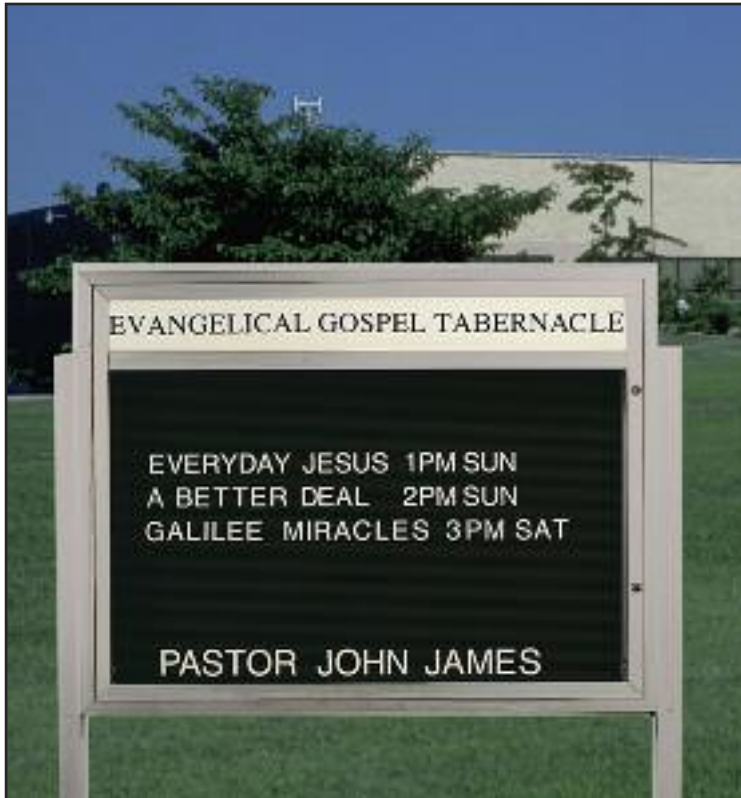 EVANGELICAL GOSPEL TABERNACLE
EVERYDAY JESUS 1PM SUN
A BETTER DEAL 2PM SUN
GALILEE MIRACLES 3PM SAT
PASTOR JOHN JAMES